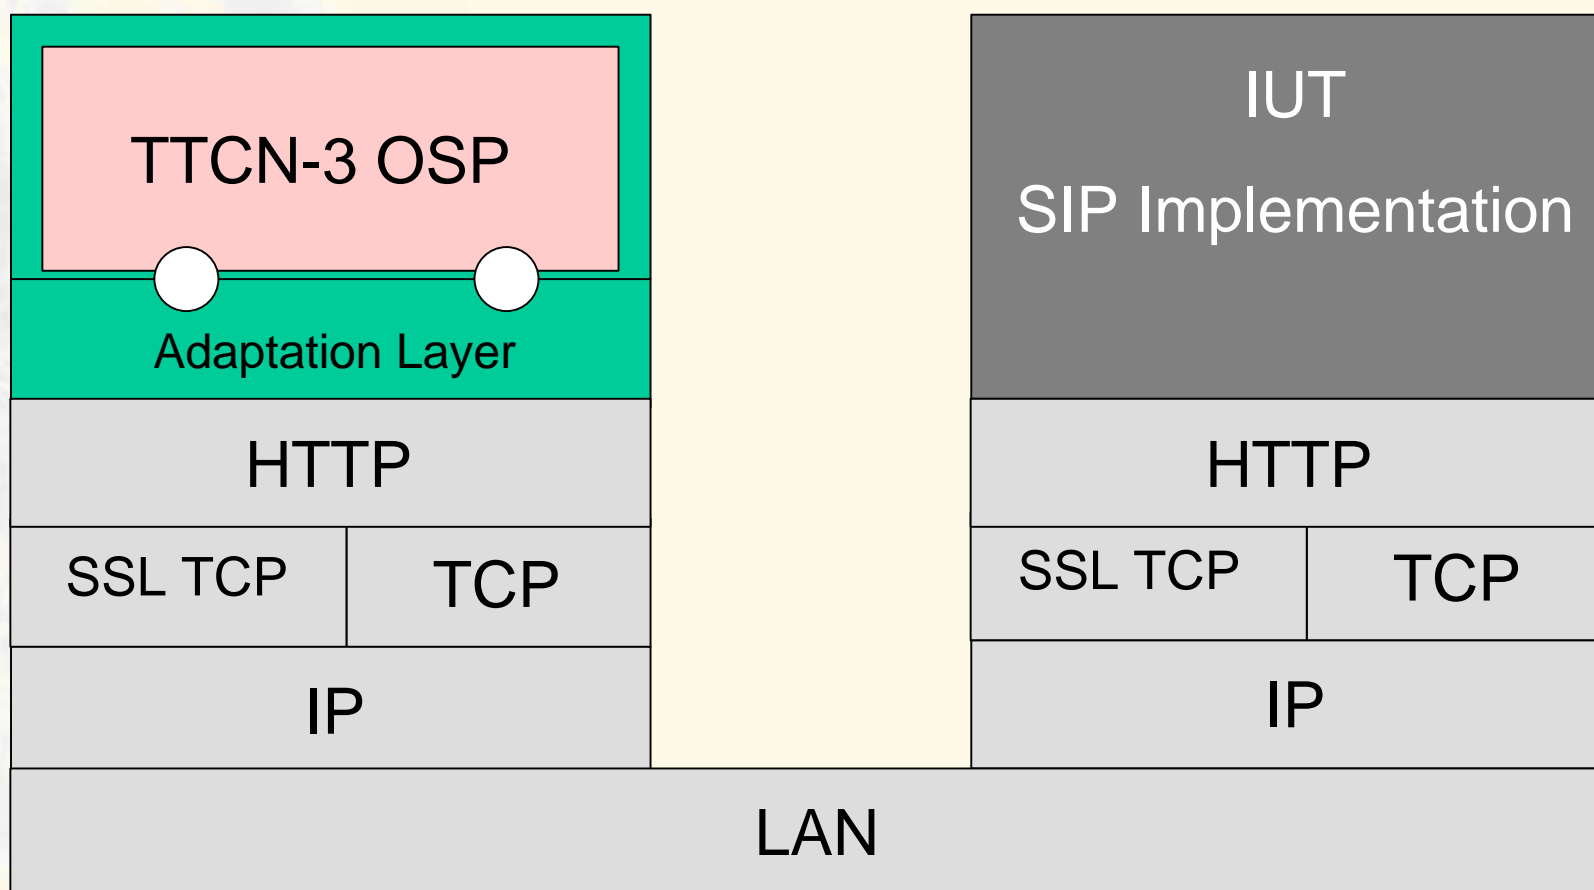 TTCN-3 OSP
Adaptation Layer
HTTP
SSL TCP
TCP
IP
IUT
SIP Implementation
HTTP
SSL TCP
TCP
IP
LAN